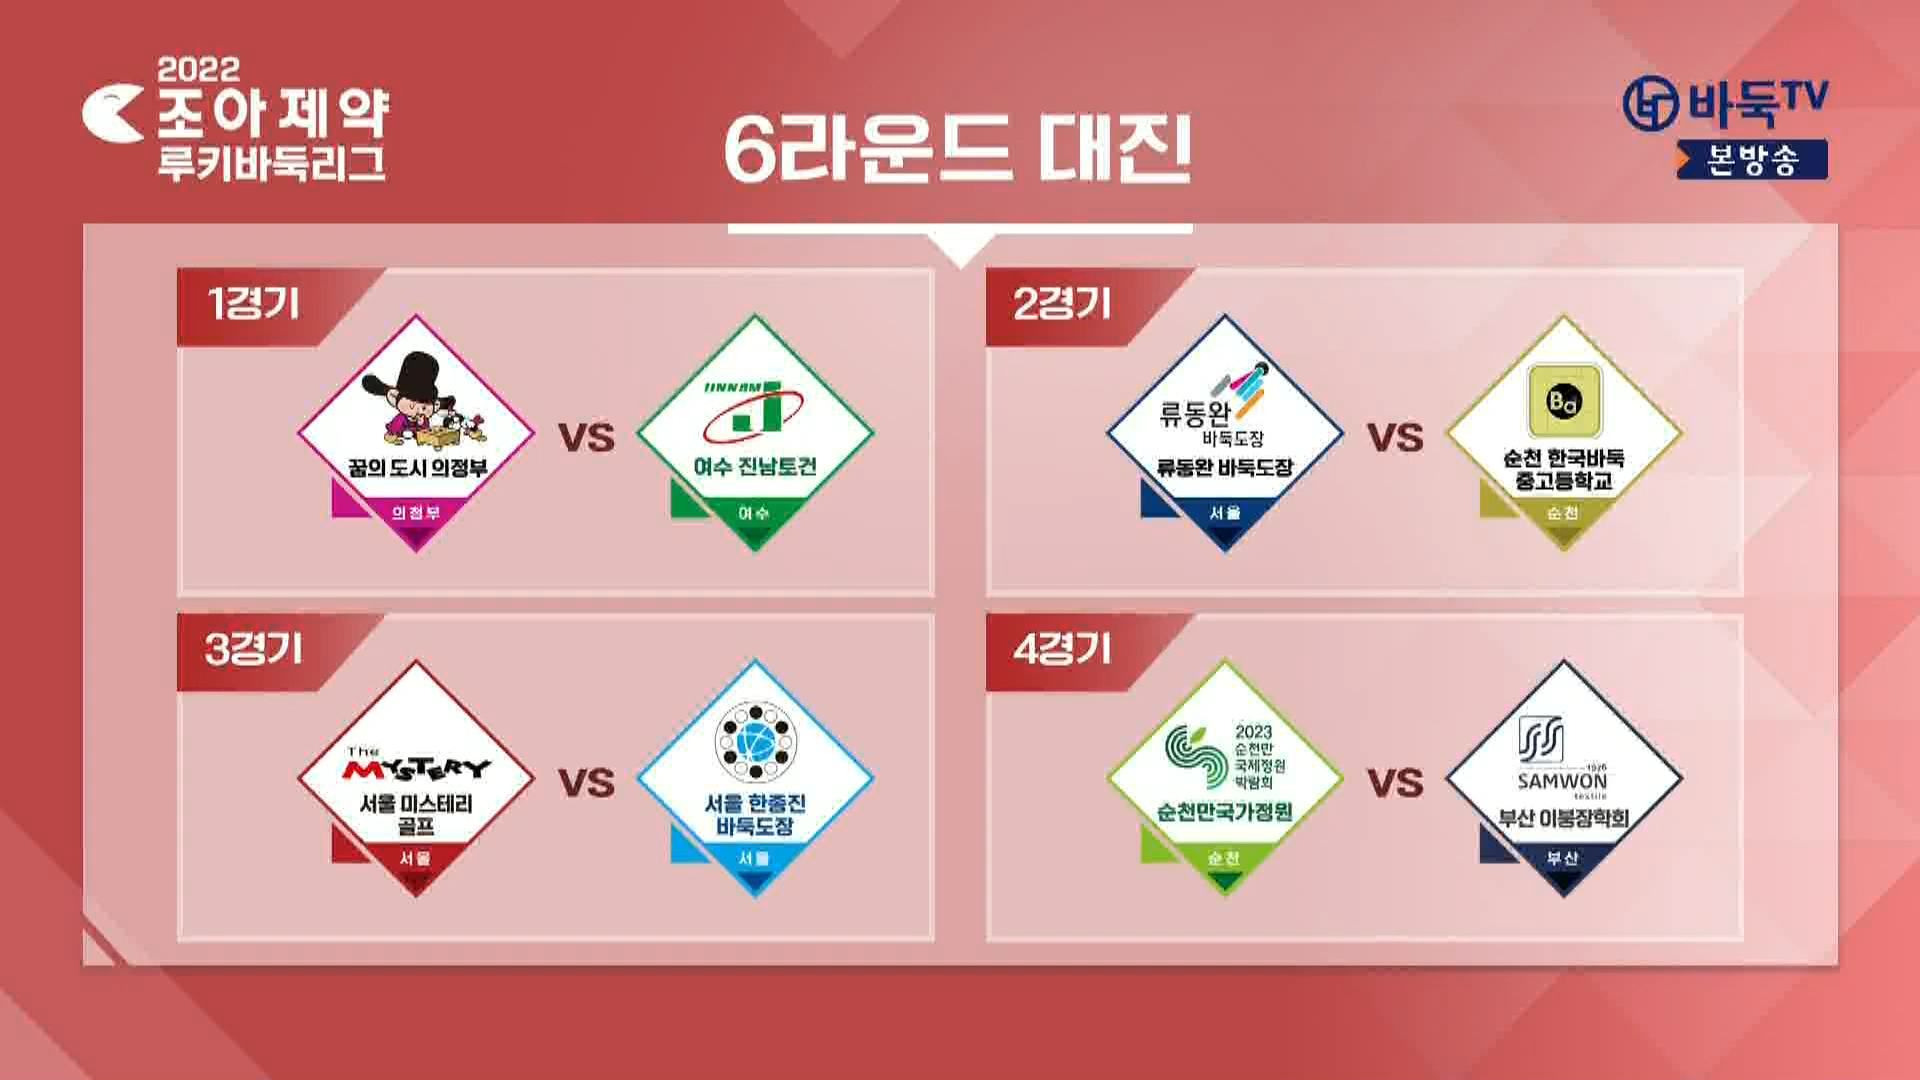 2022
조아제약
루키바둑리그
6라운드 대진
바둑TV
본방송
1경기
꿈의 도시 의정부
의정부
VS
JINNAM
여수 진남토건
여수
2경기
류동완
바둑도장
류동완 바둑도장
서울
VS
Bd
순천 한국바둑
중고등학교
순천
3경기
The
MYSTERY
서울 미스테리
골프
서울
VS
서울 한종진
바둑도장
서울
4경기
2023
순천만
국제정원
박람회
순천만국가정원
순천
VS
1926
SAMWON
textile
부산 이붕장학회
부산